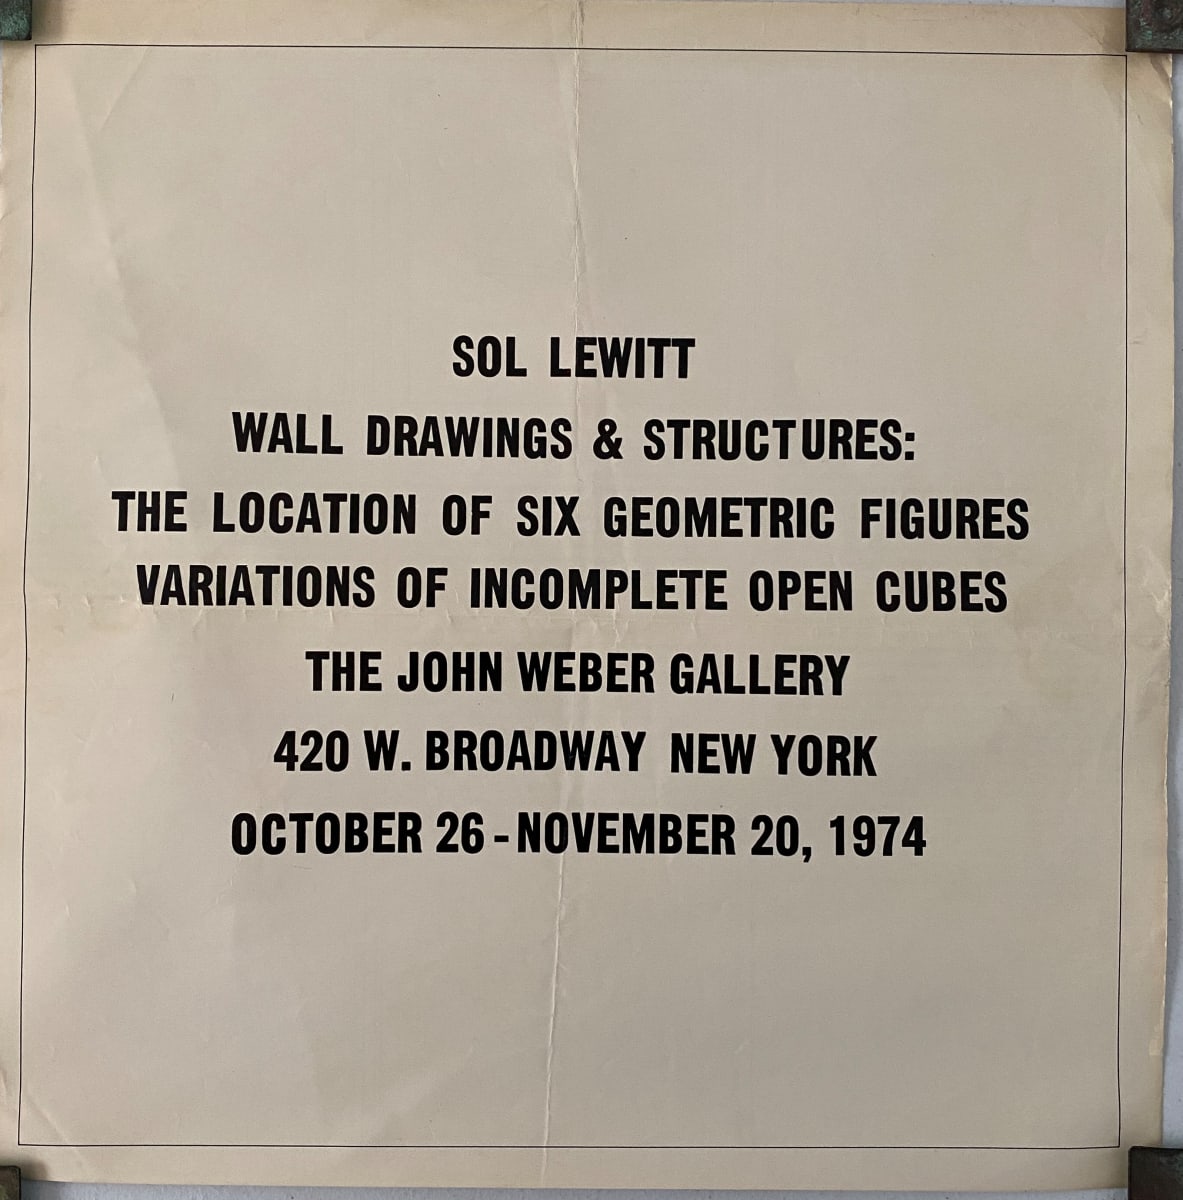 SOL LEWITT
WALL DRAWINGS & STRUCTURES:
THE LOCATION OF SIX GEOMETRIC FIGURES
VARIATIONS OF INCOMPLETE OPEN CUBES
THE JOHN WEBER GALLERY
420 W. BROADWAY NEW YORK
OCTOBER 26 - NOVEMBER 20, 1974